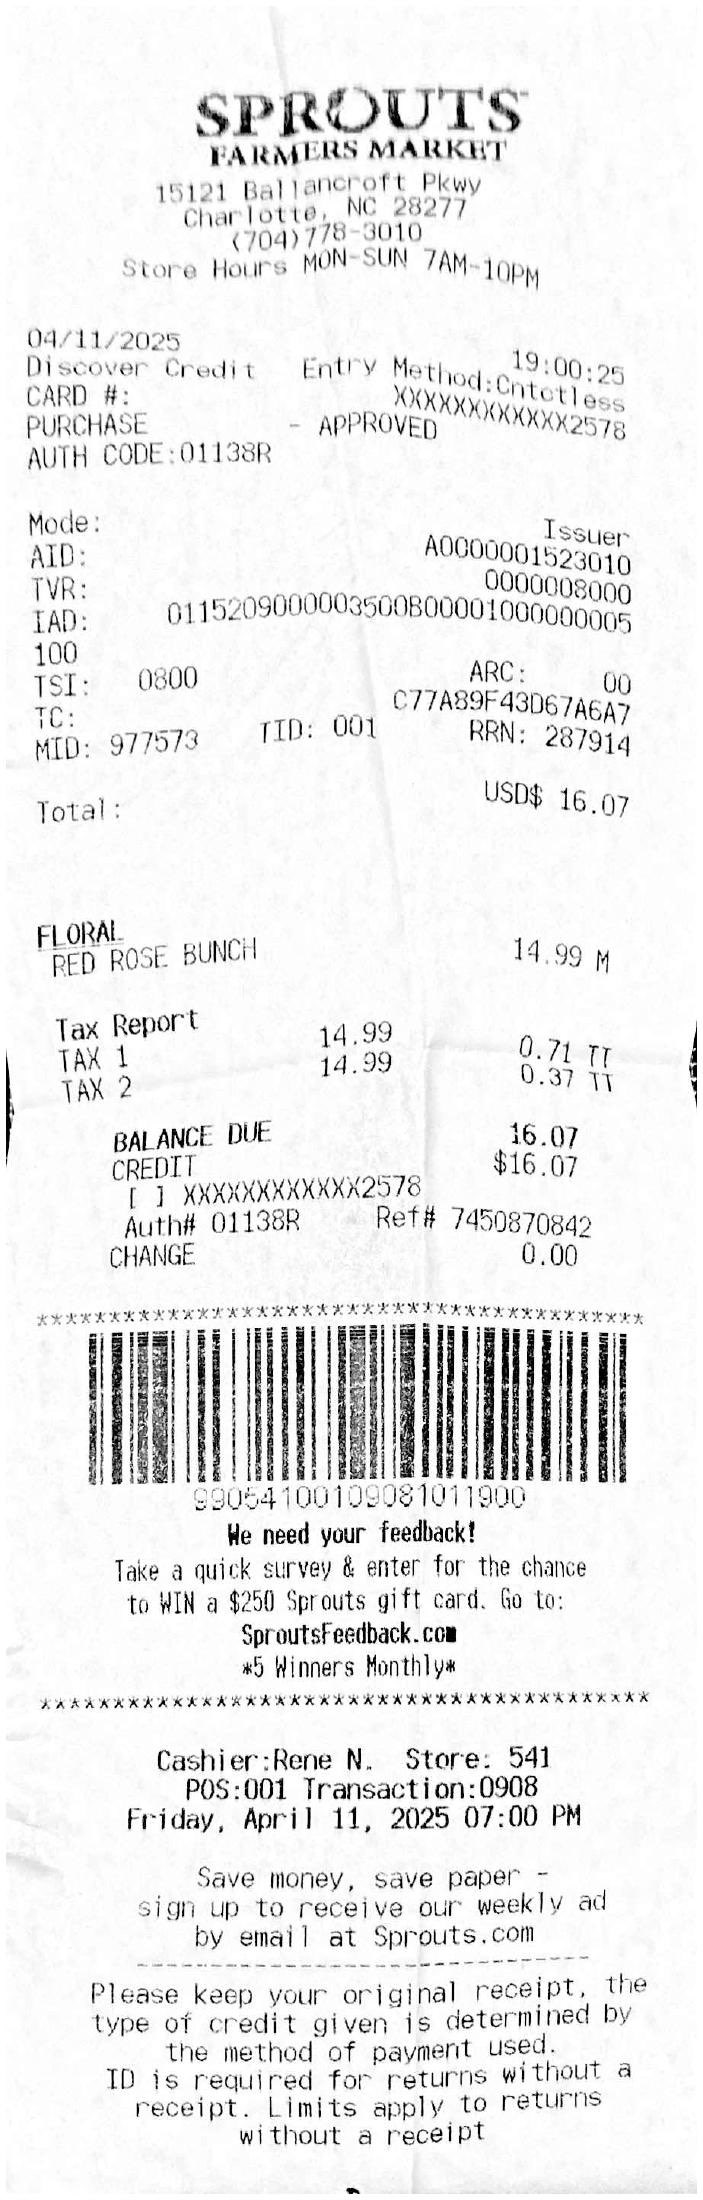 SPROUTS
FARMERS MARKET
15121 Ballancroft Pkwy
Charlotte, NC 28277
(704)778-3010
Store Hours MON-SUN 7AM-10PM
04/11/2025 19:00:25
Discover Credit Entry Method:Cntctless
CARD #: XXXXXXXXXXXX2578
PURCHASE - APPROVED
AUTH CODE:01138R
Mode: Issuer
AID: A0000001523010
TVR: 0000008000
IAD: 0115209000003500B00001000000005
100
TSI: 0800 ARC: 00
TC: C77A89F43D67A6A7
MID: 977573 TID: 001 RRN: 287914
Total: USD$ 16.07
FLORAL
RED ROSE BUNCH 14.99 M
Tax Report
TAX 1 14.99 0.71 TT
TAX 2 14.99 0.37 TT
BALANCE DUE 16.07
CREDIT $16.07
[ ] XXXXXXXXXXXX2578
Auth# 01138R Ref# 7450870842
CHANGE 0.00
******************************************
99054100109081011900
We need your feedback!
Take a quick survey & enter for the chance
to WIN a $250 Sprouts gift card. Go to:
SproutsFeedback.com
*5 Winners Monthly*
******************************************
Cashier:Rene N. Store: 541
POS:001 Transaction:0908
Friday, April 11, 2025 07:00 PM
Save money, save paper -
sign up to receive our weekly ad
by email at Sprouts.com
--------------------------------
Please keep your original receipt, the
type of credit given is determined by
the method of payment used.
ID is required for returns without a
receipt. Limits apply to returns
without a receipt